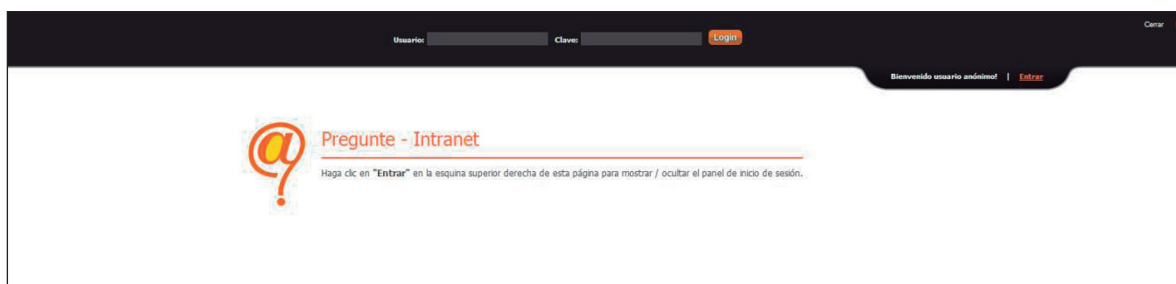 Cerrar
Usuario: Clave: Login
Bienvenido usuario anónimo! | Entrar
Pregunte - Intranet
Haga clic en "Entrar" en la esquina superior derecha de esta página para mostrar / ocultar el panel de inicio de sesión.